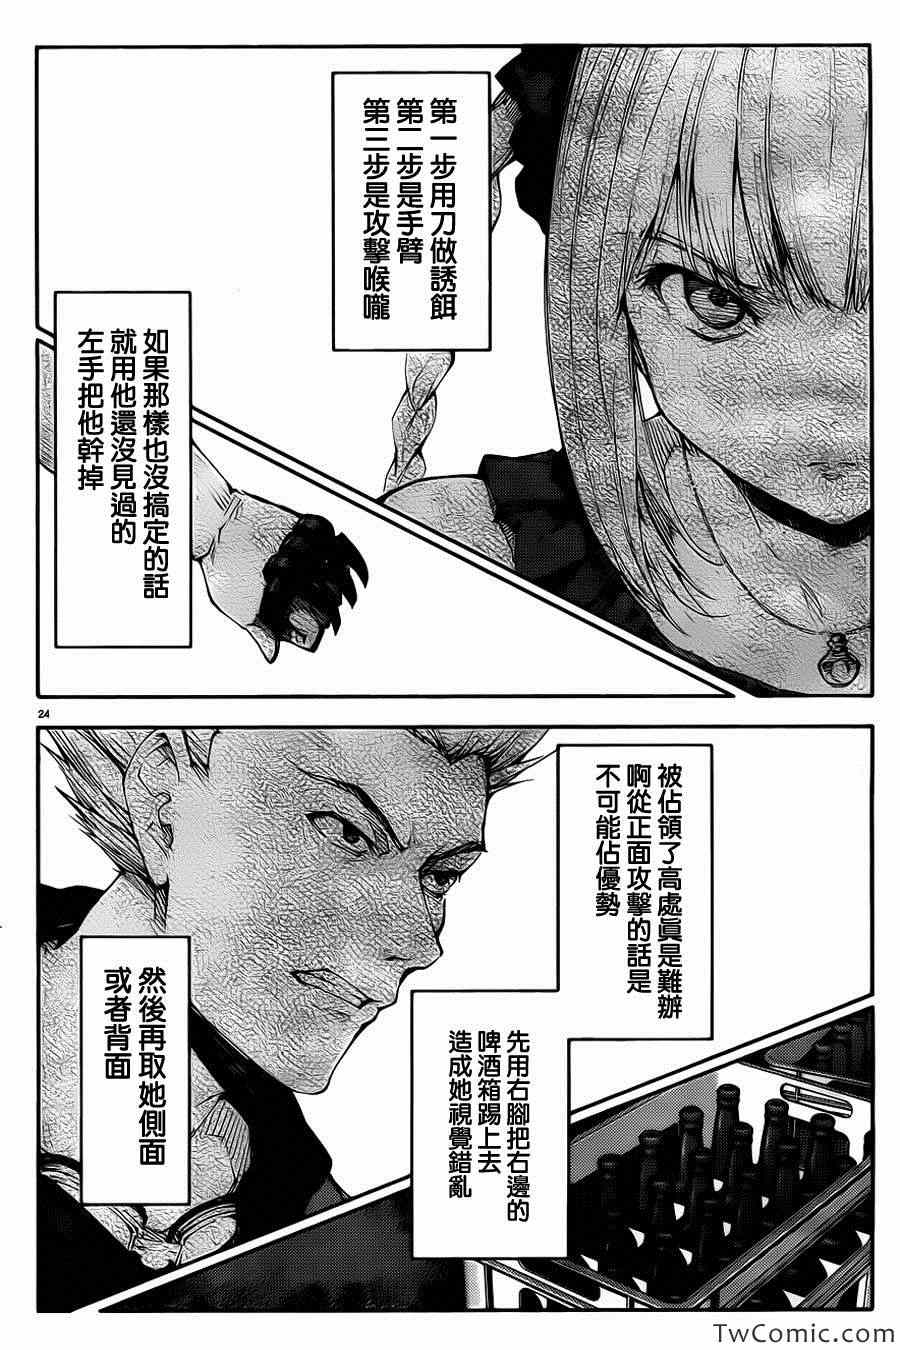 第一步用刀做誘餌
第二步是手臂
第三步是攻擊喉嚨
如果那樣也沒搞定的話
就用他還沒見過的
左手把他幹掉
24
被佔領了高處眞是難辦
啊從正面攻擊的話是
不可能佔優勢
先用右腳把右邊的
啤酒箱踢上去
造成她視覺錯亂
然後再取她側面
或者背面
TwComic.com